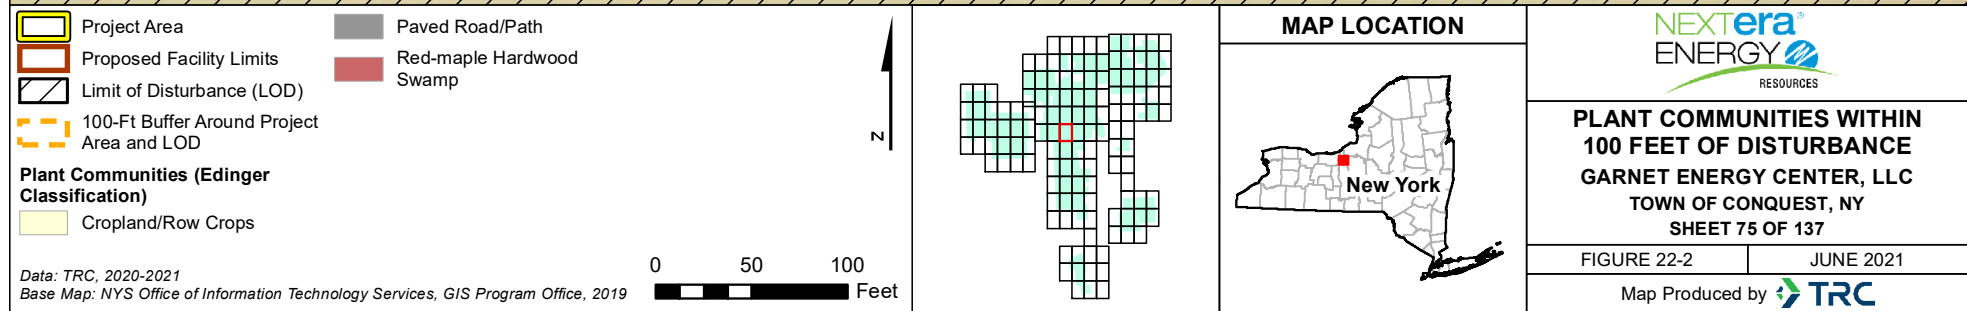 Project Area
Proposed Facility Limits
Limit of Disturbance (LOD)
100-Ft Buffer Around Project
Area and LOD
Plant Communities (Edinger
Classification)
Cropland/Row Crops
Paved Road/Path
Red-maple Hardwood
Swamp
Data: TRC, 2020-2021
Base Map: NYS Office of Information Technology Services, GIS Program Office, 2019
0 50 100
Feet
N
MAP LOCATION
New York
NEXTera®
ENERGY
RESOURCES
PLANT COMMUNITIES WITHIN
100 FEET OF DISTURBANCE
GARNET ENERGY CENTER, LLC
TOWN OF CONQUEST, NY
SHEET 75 OF 137
FIGURE 22-2
JUNE 2021
Map Produced by TRC